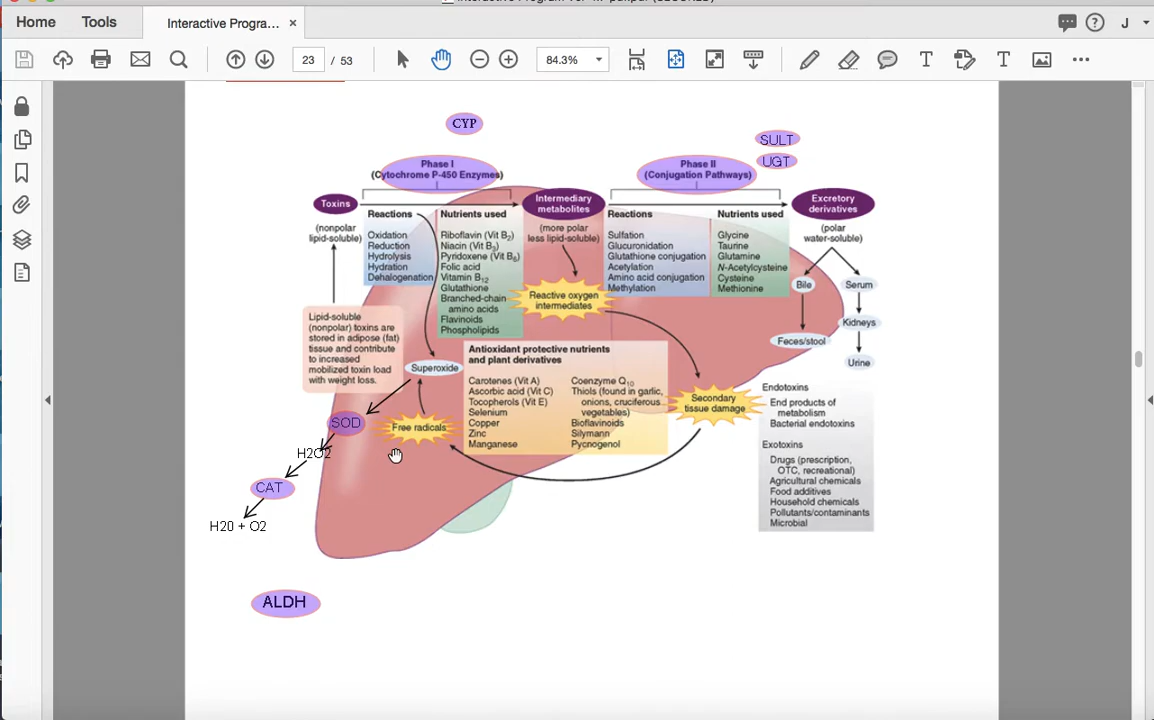 Home
Tools
Interactive Progra...
×
?
J
23
/ 53
84.3%
CYP
SULT
UGT
Phase I
(Cytochrome P-450 Enzymes)
Phase II
(Conjugation Pathways)
Toxins
(nonpolar
lipid-soluble)
Reactions
Oxidation
Reduction
Hydrolysis
Hydration
Dehalogenation
Nutrients used
Riboflavin (Vit B2)
Niacin (Vit B3)
Pyridoxene (Vit B6)
Folic acid
Vitamin B12
Glutathione
Branched-chain
amino acids
Flavinoids
Phospholipids
Intermediary
metabolites
(more polar
less lipid-soluble)
Reactive oxygen
intermediates
Reactions
Sulfation
Glucuronidation
Glutathione conjugation
Acetylation
Amino acid conjugation
Methylation
Nutrients used
Glycine
Taurine
Glutamine
N-Acetylcysteine
Cysteine
Methionine
Excretory
derivatives
(polar
water-soluble)
Bile
Serum
Kidneys
Feces/stool
Urine
Lipid-soluble
(nonpolar) toxins are
stored in adipose (fat)
tissue and contribute
to increased
mobilized toxin load
with weight loss.
Superoxide
Free radicals
Antioxidant protective nutrients
and plant derivatives
Carotenes (Vit A)
Ascorbic acid (Vit C)
Tocopherols (Vit E)
Selenium
Copper
Zinc
Manganese
Coenzyme Q10
Thiols (found in garlic,
onions, cruciferous
vegetables)
Bioflavinoids
Silymann
Pycnogenol
Secondary
tissue damage
Endotoxins
End products of
metabolism
Bacterial endotoxins
Exotoxins
Drugs (prescription,
OTC, recreational)
Agricultural chemicals
Food additives
Household chemicals
Pollutants/contaminants
Microbial
SOD
H2O2
CAT
H20 + O2
ALDH